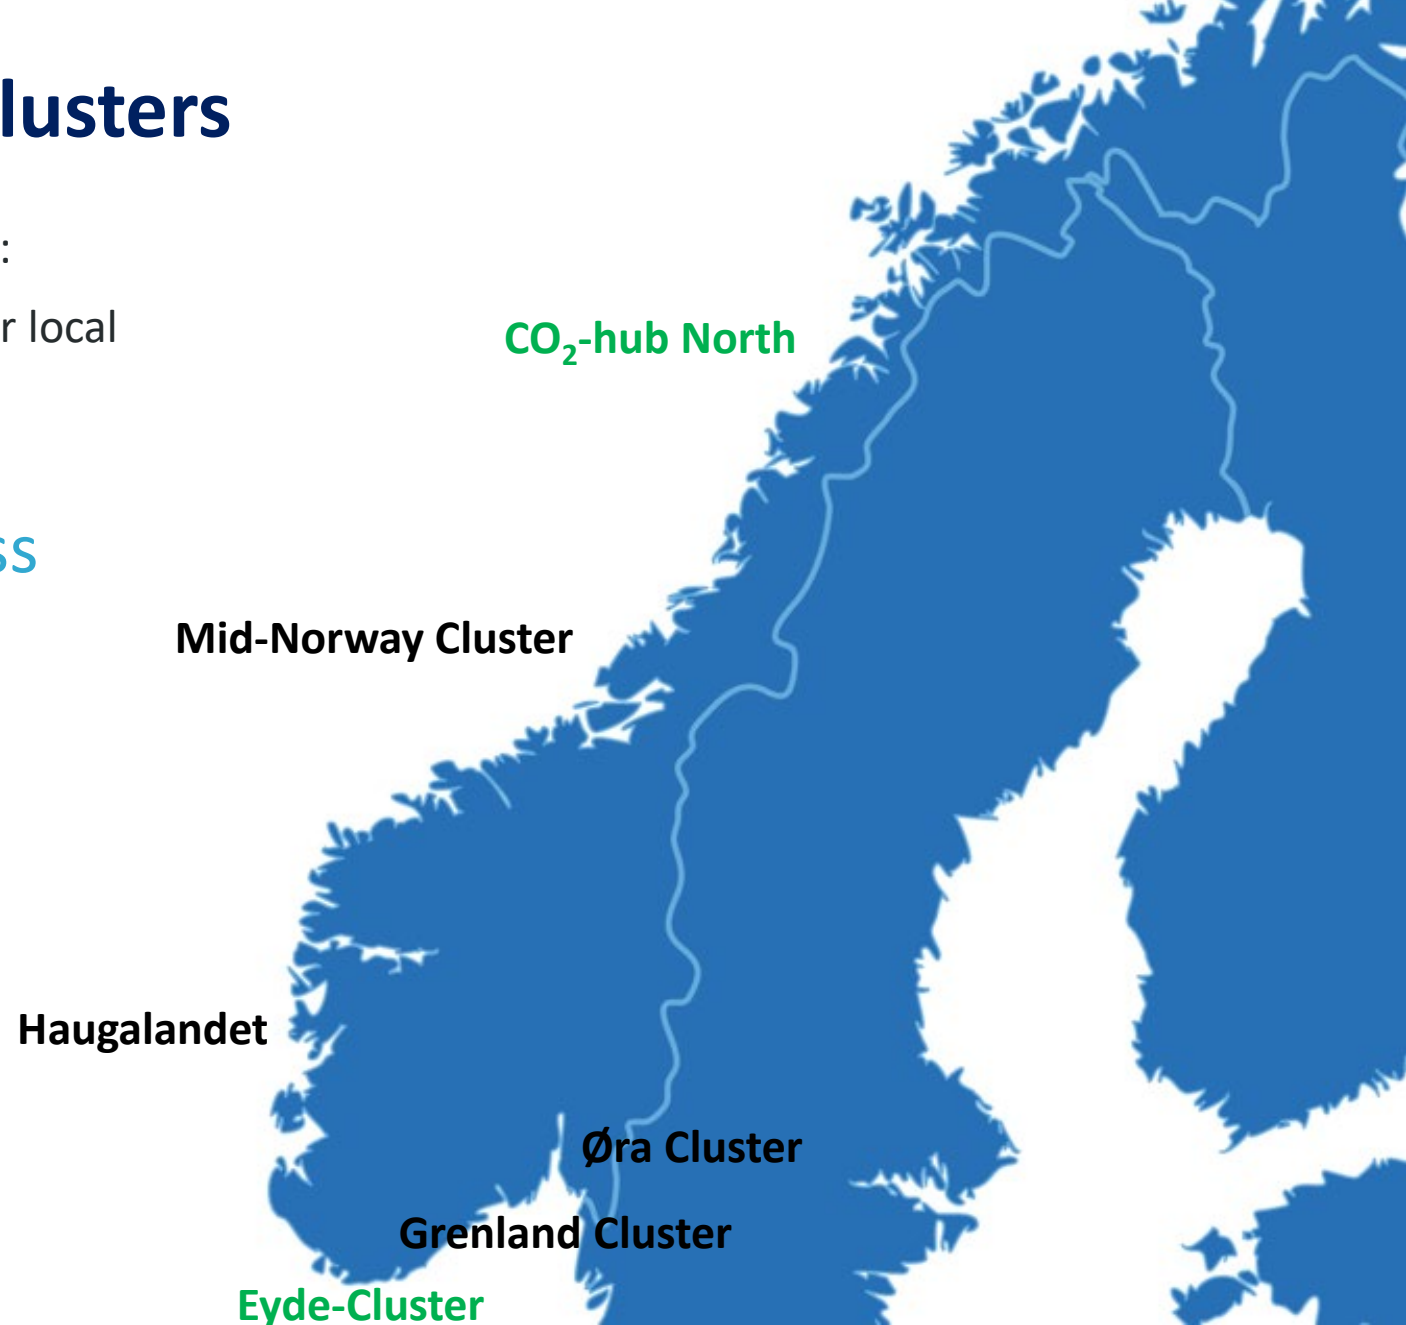 lusters
:
r local
CO₂-hub North
ss
Mid-Norway Cluster
Haugalandet
Øra Cluster
Grenland Cluster
Eyde-Cluster